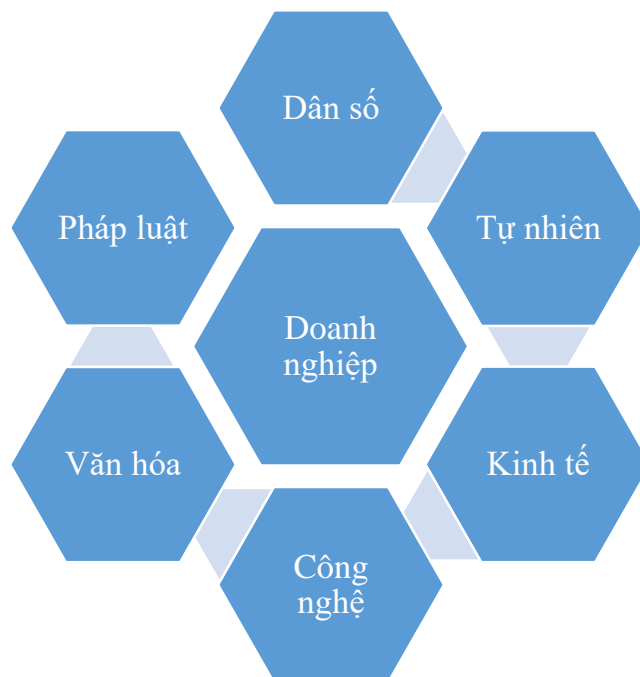 Dân số
Pháp luật
Tự nhiên
Doanh
nghiệp
Văn hóa
Kinh tế
Công
nghệ